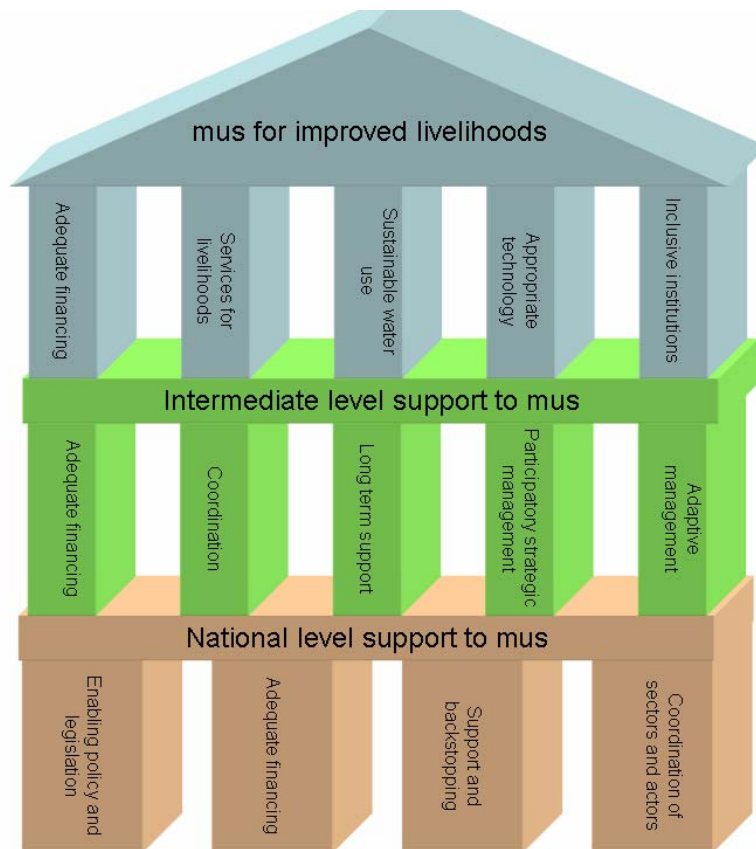 mus for improved livelihoods
Adequate financing
Services for
livelihoods
Sustainable water
use
Appropriate
technology
Inclusive institutions
Intermediate level support to mus
Adequate financing
Coordination
Long term support
Participatory strategic
management
Adaptive
management
National level support to mus
Enabling policy and
legislation
Adequate financing
Support and
backstopping
Coordination of
sectors and actors